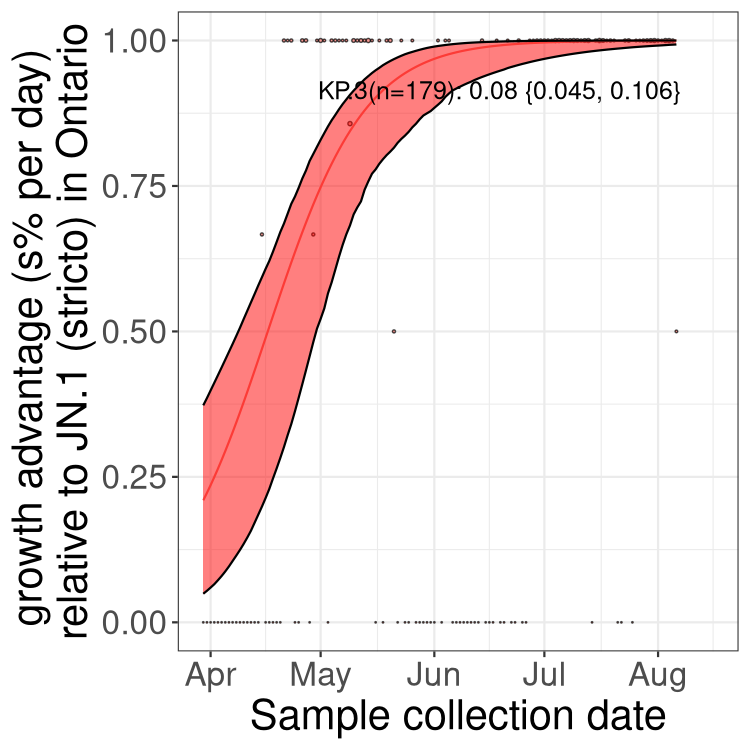 growth advantage (s% per day)
relative to JN.1 (stricto) in Ontario
1.00
0.75
0.50
0.25
0.00
KP.3(n=179): 0.08 {0.045, 0.106}
Apr May Jun Jul Aug
Sample collection date